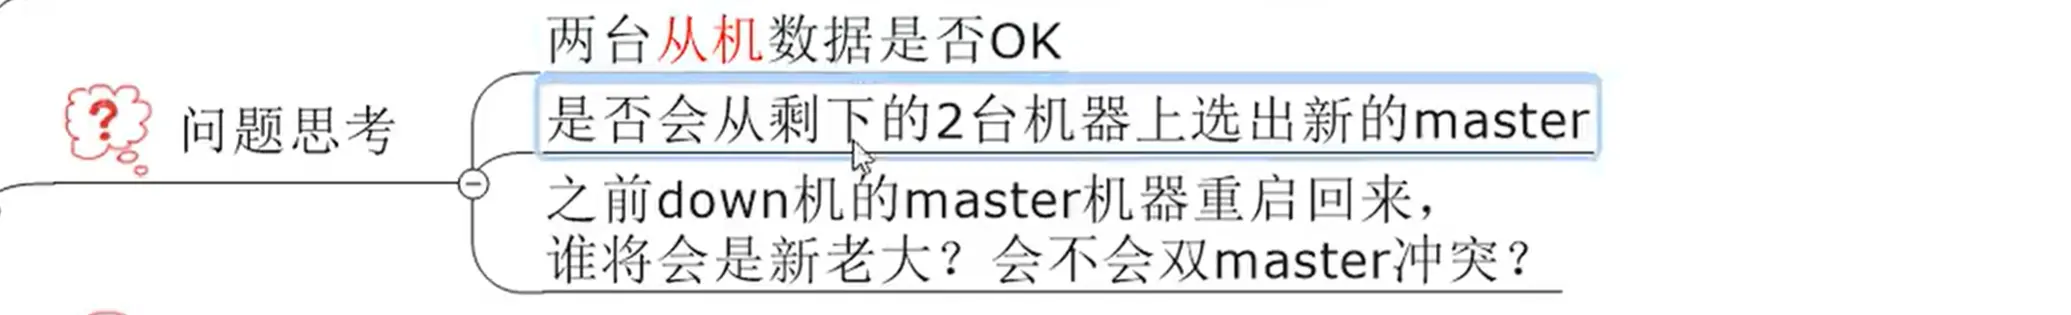 两台从机数据是否OK
是否会从剩下的2台机器上选出新的master
问题思考
之前down机的master机器重启回来，
谁将会是新老大？会不会双master冲突？